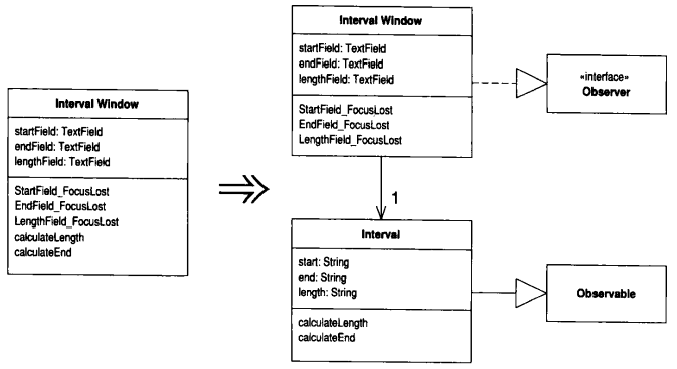 Interval Window
startField: TextField
endField: TextField
lengthField: TextField
StartField_FocusLost
EndField_FocusLost
LengthField_FocusLost
calculateLength
calculateEnd
Interval Window
startField: TextField
endField: TextField
lengthField: TextField
StartField_FocusLost
EndField_FocusLost
LengthField_FocusLost
«interface»
Observer
1
Interval
start: String
end: String
length: String
calculateLength
calculateEnd
Observable